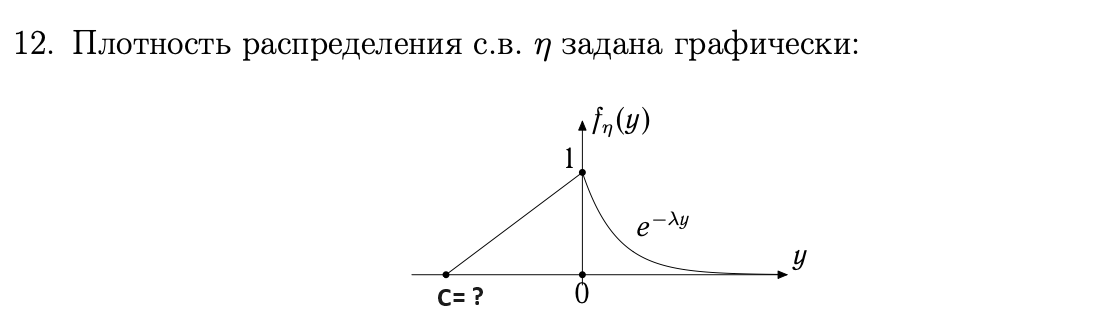 12. Плотность распределения с.в. η задана графически:
f_η(y)
1
e^{−λy}
y
C= ?
0